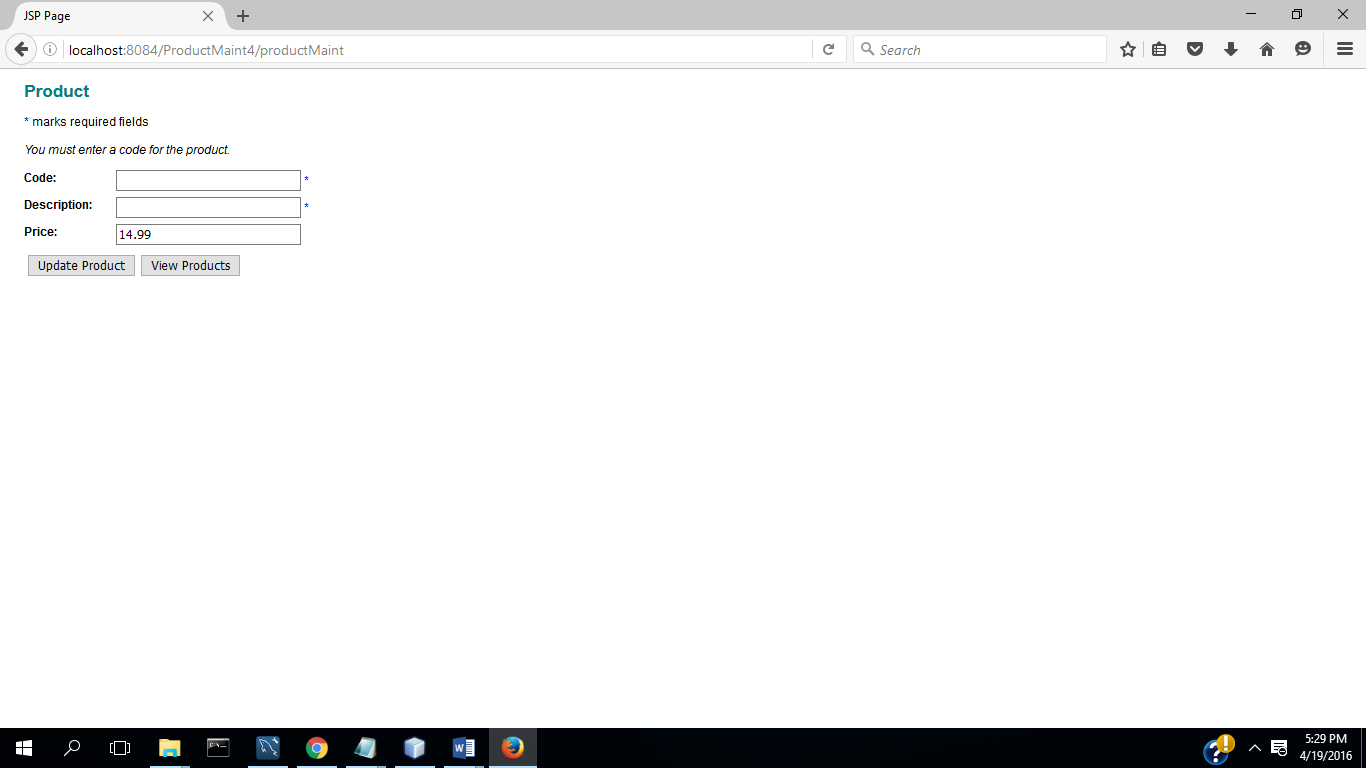 JSP Page
localhost:8084/ProductMaint4/productMaint
Search
Product
* marks required fields
You must enter a code for the product.
Code: *
Description: *
Price: 14.99
Update Product View Products
5:29 PM
4/19/2016